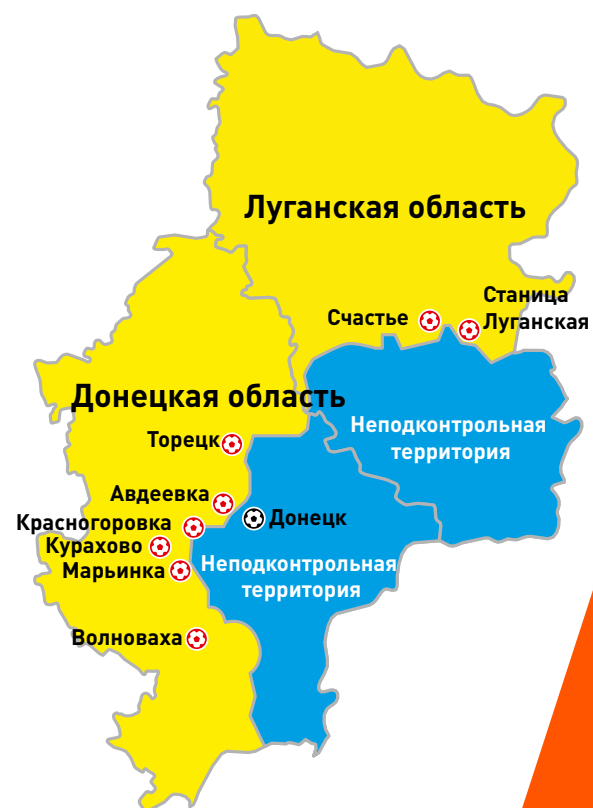 Луганская область
Счастье
Станица
Луганская
Донецкая область
Неподконтрольная
территория
Торецк
Авдеевка
Красногоровка
Донецк
Курахово
Марьинка
Неподконтрольная
территория
Волноваха